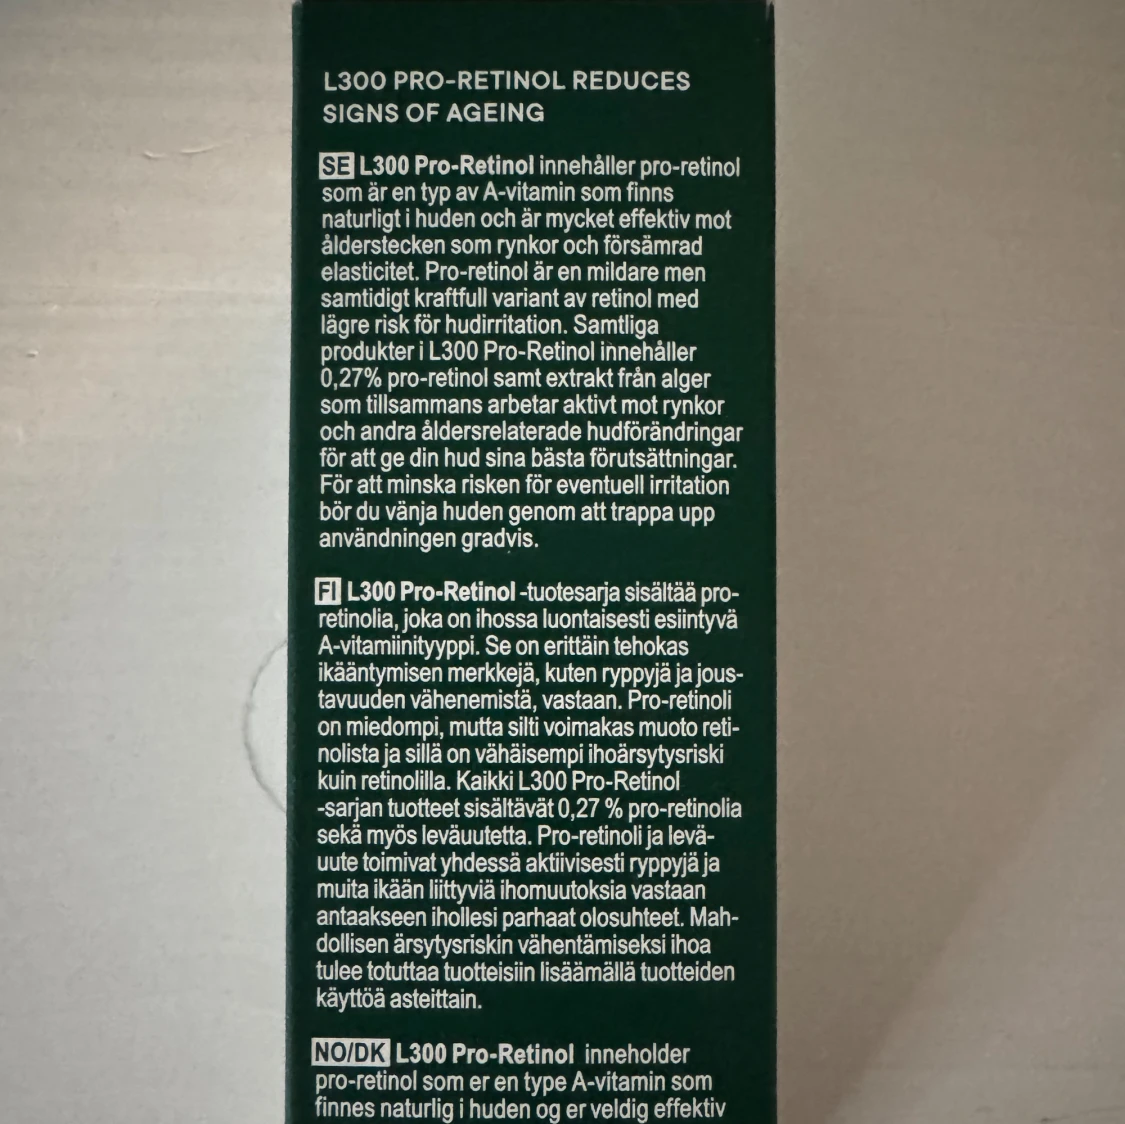 L300 PRO-RETINOL REDUCES
SIGNS OF AGEING
SE L300 Pro-Retinol innehåller pro-retinol
som är en typ av A-vitamin som finns
naturligt i huden och är mycket effektiv mot
ålderstecken som rynkor och försämrad
elasticitet. Pro-retinol är en mildare men
samtidigt kraftfull variant av retinol med
lägre risk för hudirritation. Samtliga
produkter i L300 Pro-Retinol innehåller
0,27% pro-retinol samt extrakt från alger
som tillsammans arbetar aktivt mot rynkor
och andra åldersrelaterade hudförändringar
för att ge din hud sina bästa förutsättningar.
För att minska risken för eventuell irritation
bör du vänja huden genom att trappa upp
användningen gradvis.
FI L300 Pro-Retinol -tuotesarja sisältää pro-
retinolia, joka on ihossa luontaisesti esiintyvä
A-vitamiinityyppi. Se on erittäin tehokas
ikääntymisen merkkejä, kuten ryppyjä ja jous-
tavuuden vähenemistä, vastaan. Pro-retinoli
on miedompi, mutta silti voimakas muoto reti-
nolista ja sillä on vähäisempi ihoärsytysriski
kuin retinolilla. Kaikki L300 Pro-Retinol
-sarjan tuotteet sisältävät 0,27 % pro-retinolia
sekä myös leväuutetta. Pro-retinoli ja levä-
uute toimivat yhdessä aktiivisesti ryppyjä ja
muita ikään liittyviä ihomuutoksia vastaan
antaakseen ihollesi parhaat olosuhteet. Mah-
dollisen ärsytysriskin vähentämiseksi ihoa
tulee totuttaa tuotteisiin lisäämällä tuotteiden
käyttöä asteittain.
NO/DK L300 Pro-Retinol inneholder
pro-retinol som er en type A-vitamin som
finnes naturlig i huden og er veldig effektiv